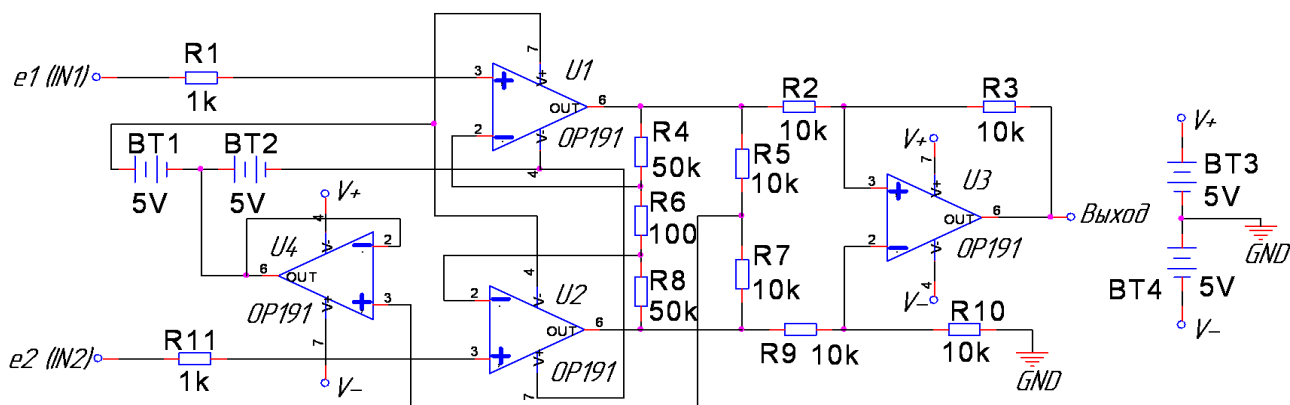 e1 (IN1)
R1
1k
3
2
7
V+
U1
OUT
6
V-
OP191
4
BT1
5V
BT2
5V
V+
4
V-
U4
OUT
6
2
3
OP191
V+
7
V-
e2 (IN2)
R11
1k
4
V-
U2
2
3
OUT
6
V+
OP191
7
R4
50k
R6
100
R8
50k
R5
10k
R7
10k
R2
10k
R3
10k
V+
7
V+
U3
3
2
OUT
6
V-
OP191
4
V-
Выход
R9
10k
R10
10k
GND
V+
BT3
5V
GND
BT4
5V
V-